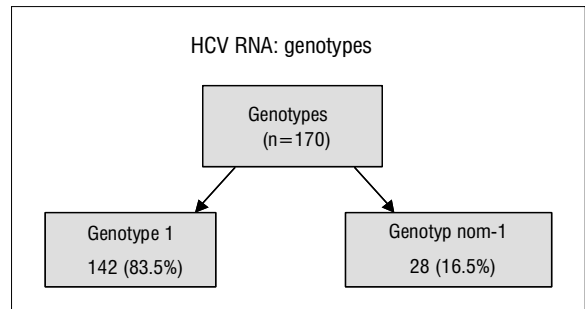 HCV RNA: genotypes
Genotypes
(n=170)
Genotype 1
142 (83.5%)
Genotyp nom-1
28 (16.5%)